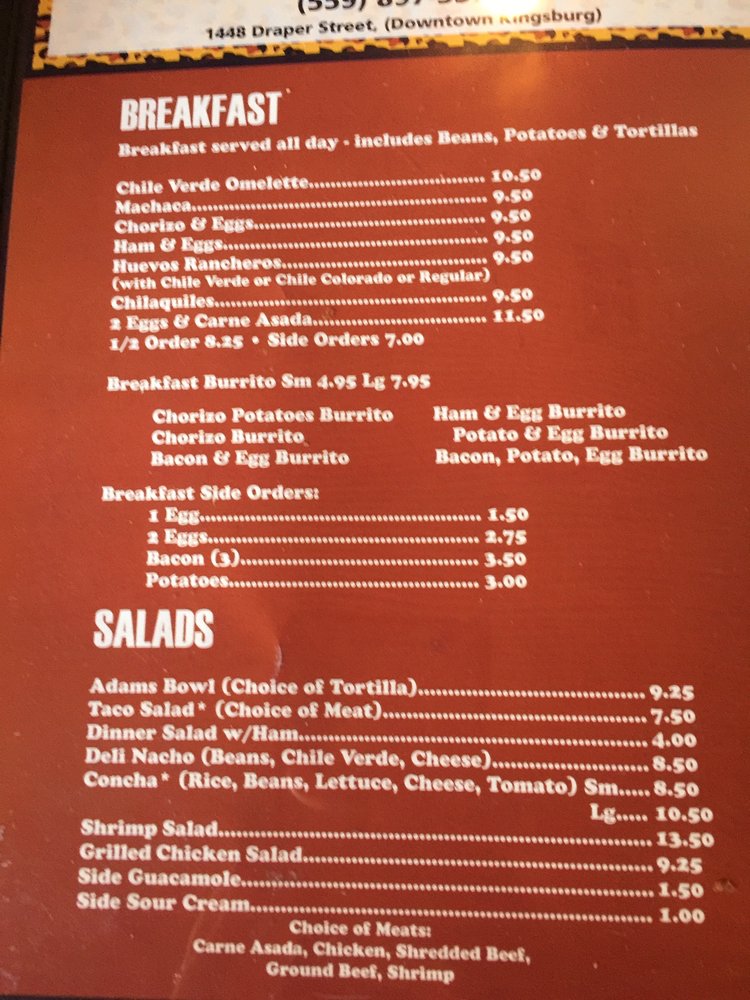 (559) 897-
1448 Draper Street, (Downtown Kingsburg)
BREAKFAST
Breakfast served all day - includes Beans, Potatoes & Tortillas
Chile Verde Omelette........ 10.50
Machaca........ 9.50
Chorizo & Eggs........ 9.50
Ham & Eggs........ 9.50
Huevos Rancheros........ 9.50
(with Chile Verde or Chile Colorado or Regular)
Chilaquiles........ 9.50
2 Eggs & Carne Asada........ 11.50
1/2 Order 8.25 • Side Orders 7.00
Breakfast Burrito Sm 4.95 Lg 7.95
Chorizo Potatoes Burrito Ham & Egg Burrito
Chorizo Burrito Potato & Egg Burrito
Bacon & Egg Burrito Bacon, Potato, Egg Burrito
Breakfast Side Orders:
1 Egg........ 1.50
2 Eggs........ 2.75
Bacon (3)........ 3.50
Potatoes........ 3.00
SALADS
Adams Bowl (Choice of Tortilla)........ 9.25
Taco Salad* (Choice of Meat)........ 7.50
Dinner Salad w/Ham........ 4.00
Deli Nacho (Beans, Chile Verde, Cheese)........ 8.50
Concha* (Rice, Beans, Lettuce, Cheese, Tomato) Sm..... 8.50
Lg..... 10.50
Shrimp Salad........ 13.50
Grilled Chicken Salad........ 9.25
Side Guacamole........ 1.50
Side Sour Cream........ 1.00
Choice of Meats:
Carne Asada, Chicken, Shredded Beef,
Ground Beef, Shrimp